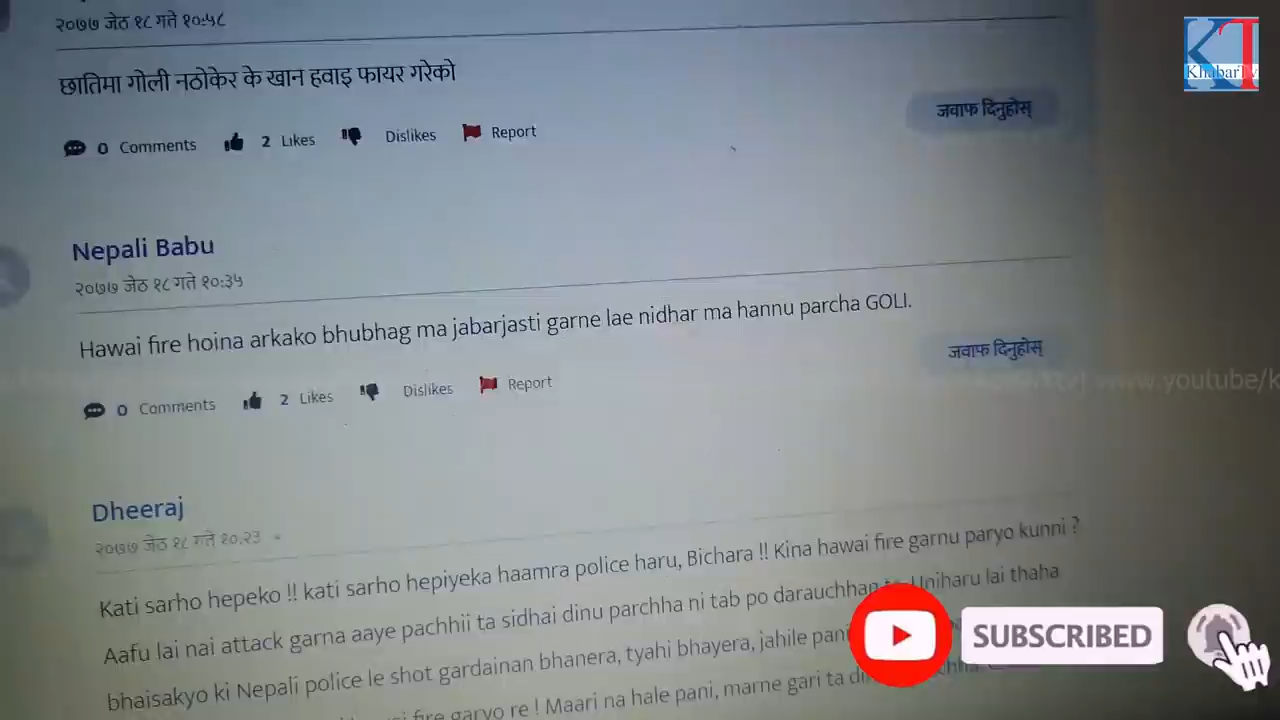 २०७७ जेठ १८ गते १०:५८
KhabarTv
छातिमा गोली नठोकेर के खान हवाइ फायर गरेको
जवाफ दिनुहोस्
0 Comments 2 Likes Dislikes Report
Nepali Babu
२०७७ जेठ १८ गते १०:३५
Hawai fire hoina arkako bhubhag ma jabarjasti garne lae nidhar ma hannu parcha GOLI.
जवाफ दिनुहोस्
www.youtube/k
0 Comments 2 Likes Dislikes Report
Dheeraj
२०७७ जेठ १८ गते १०:२३
Kati sarho hepeko !! kati sarho hepiyeka haamra police haru, Bichara !! Kina hawai fire garnu paryo kunni ?
Aafu lai nai attack garna aaye pachhii ta sidhai dinu parchha ni tab po darauchhan Uniharu lai thaha
bhaisakyo ki Nepali police le shot gardainan bhanera, tyahi bhayera, jahile pani
fire garyo re ! Maari na hale pani, marne gari ta
SUBSCRIBED